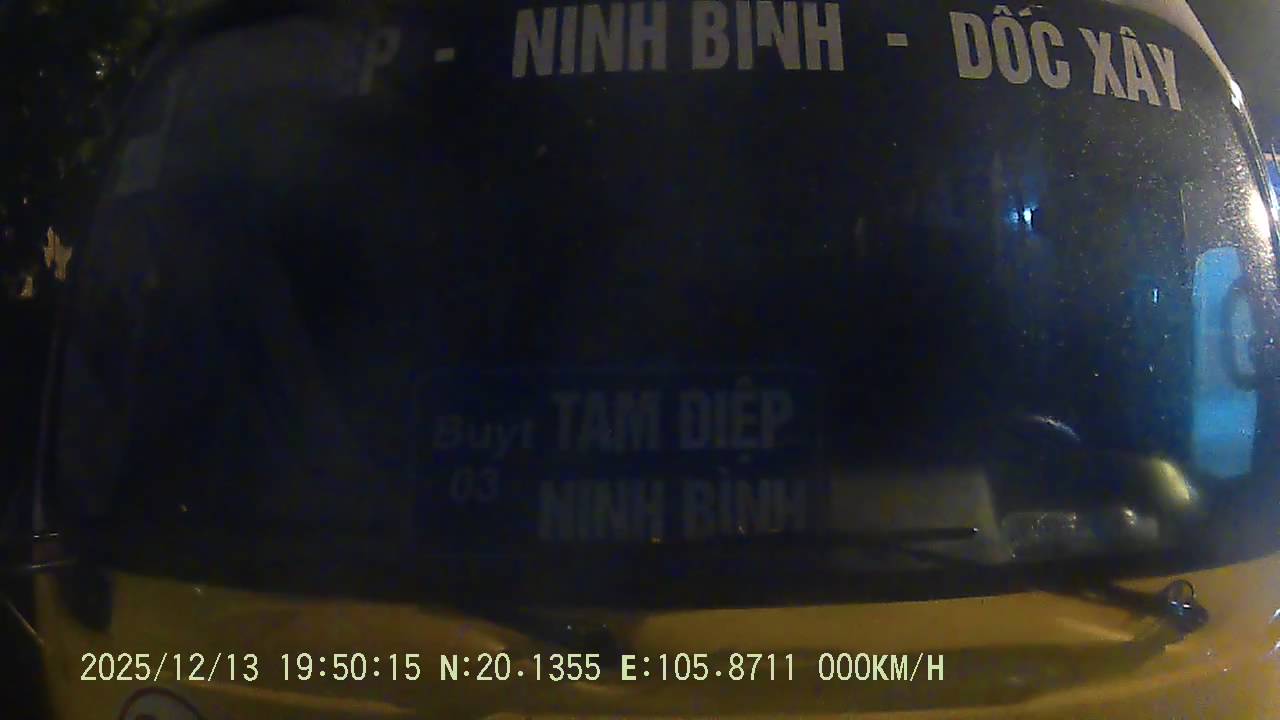 - NINH BÌNH - DỐC XÂY
Buýt TAM ĐIỆP
03 NINH BÌNH
2025/12/13 19:50:15 N:20.1355 E:105.8711 000KM/H